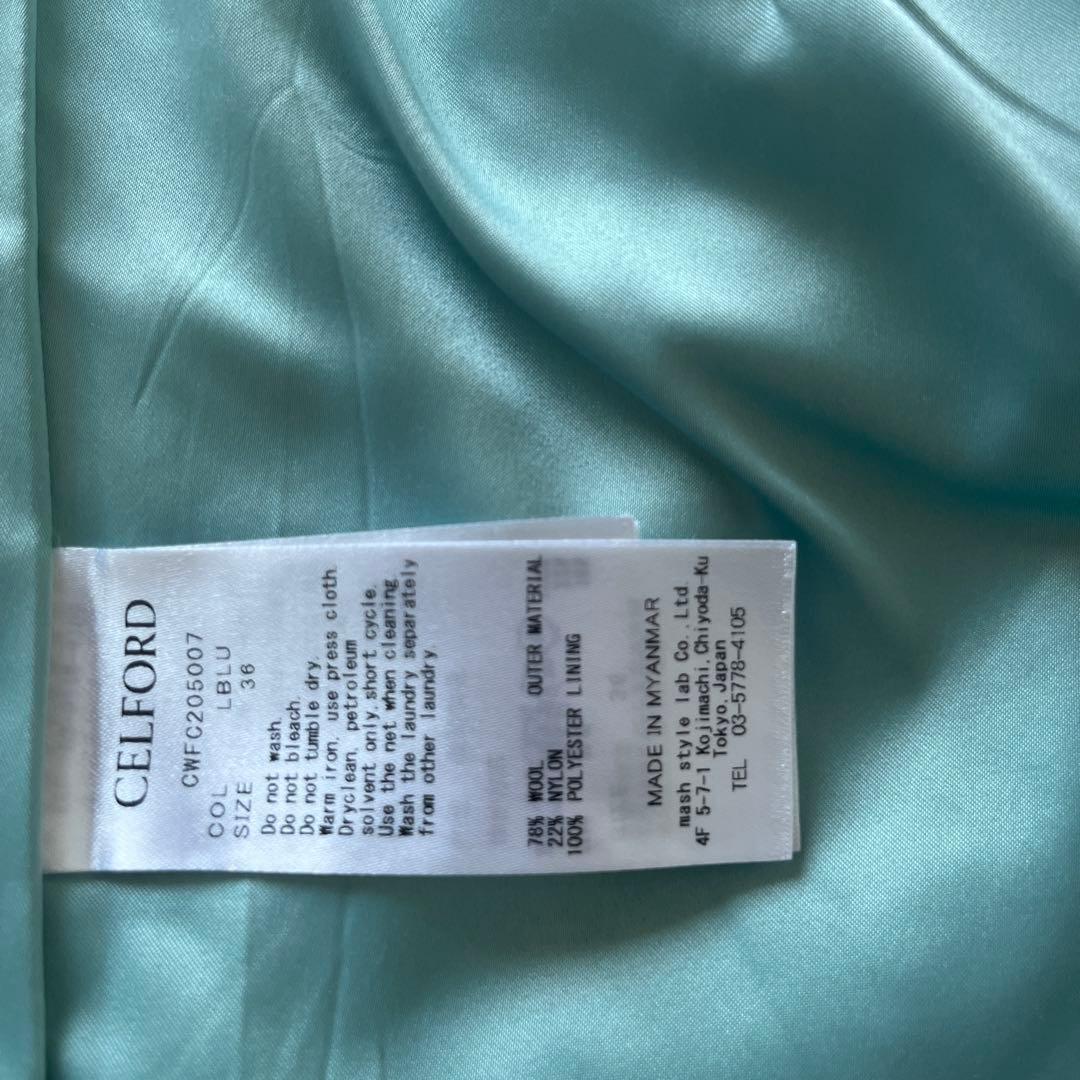 CELFORD
CWFC205007
COL LBLU
SIZE 36
Do not wash.
Do not bleach.
Do not tumble dry.
Warm iron, use press cloth.
Dryclean, petroleum
solvent only,short cycle.
Use the net when cleaning.
Wash the laundry separately
from other laundry.
OUTER MATERIAL
78% WOOL
22% NYLON
100% POLYESTER LINING
MADE IN MYANMAR
mash style lab Co., Ltd.
4F 5-7-1 Kojimachi, Chiyoda-Ku
Tokyo, Japan
TEL 03-5778-4105